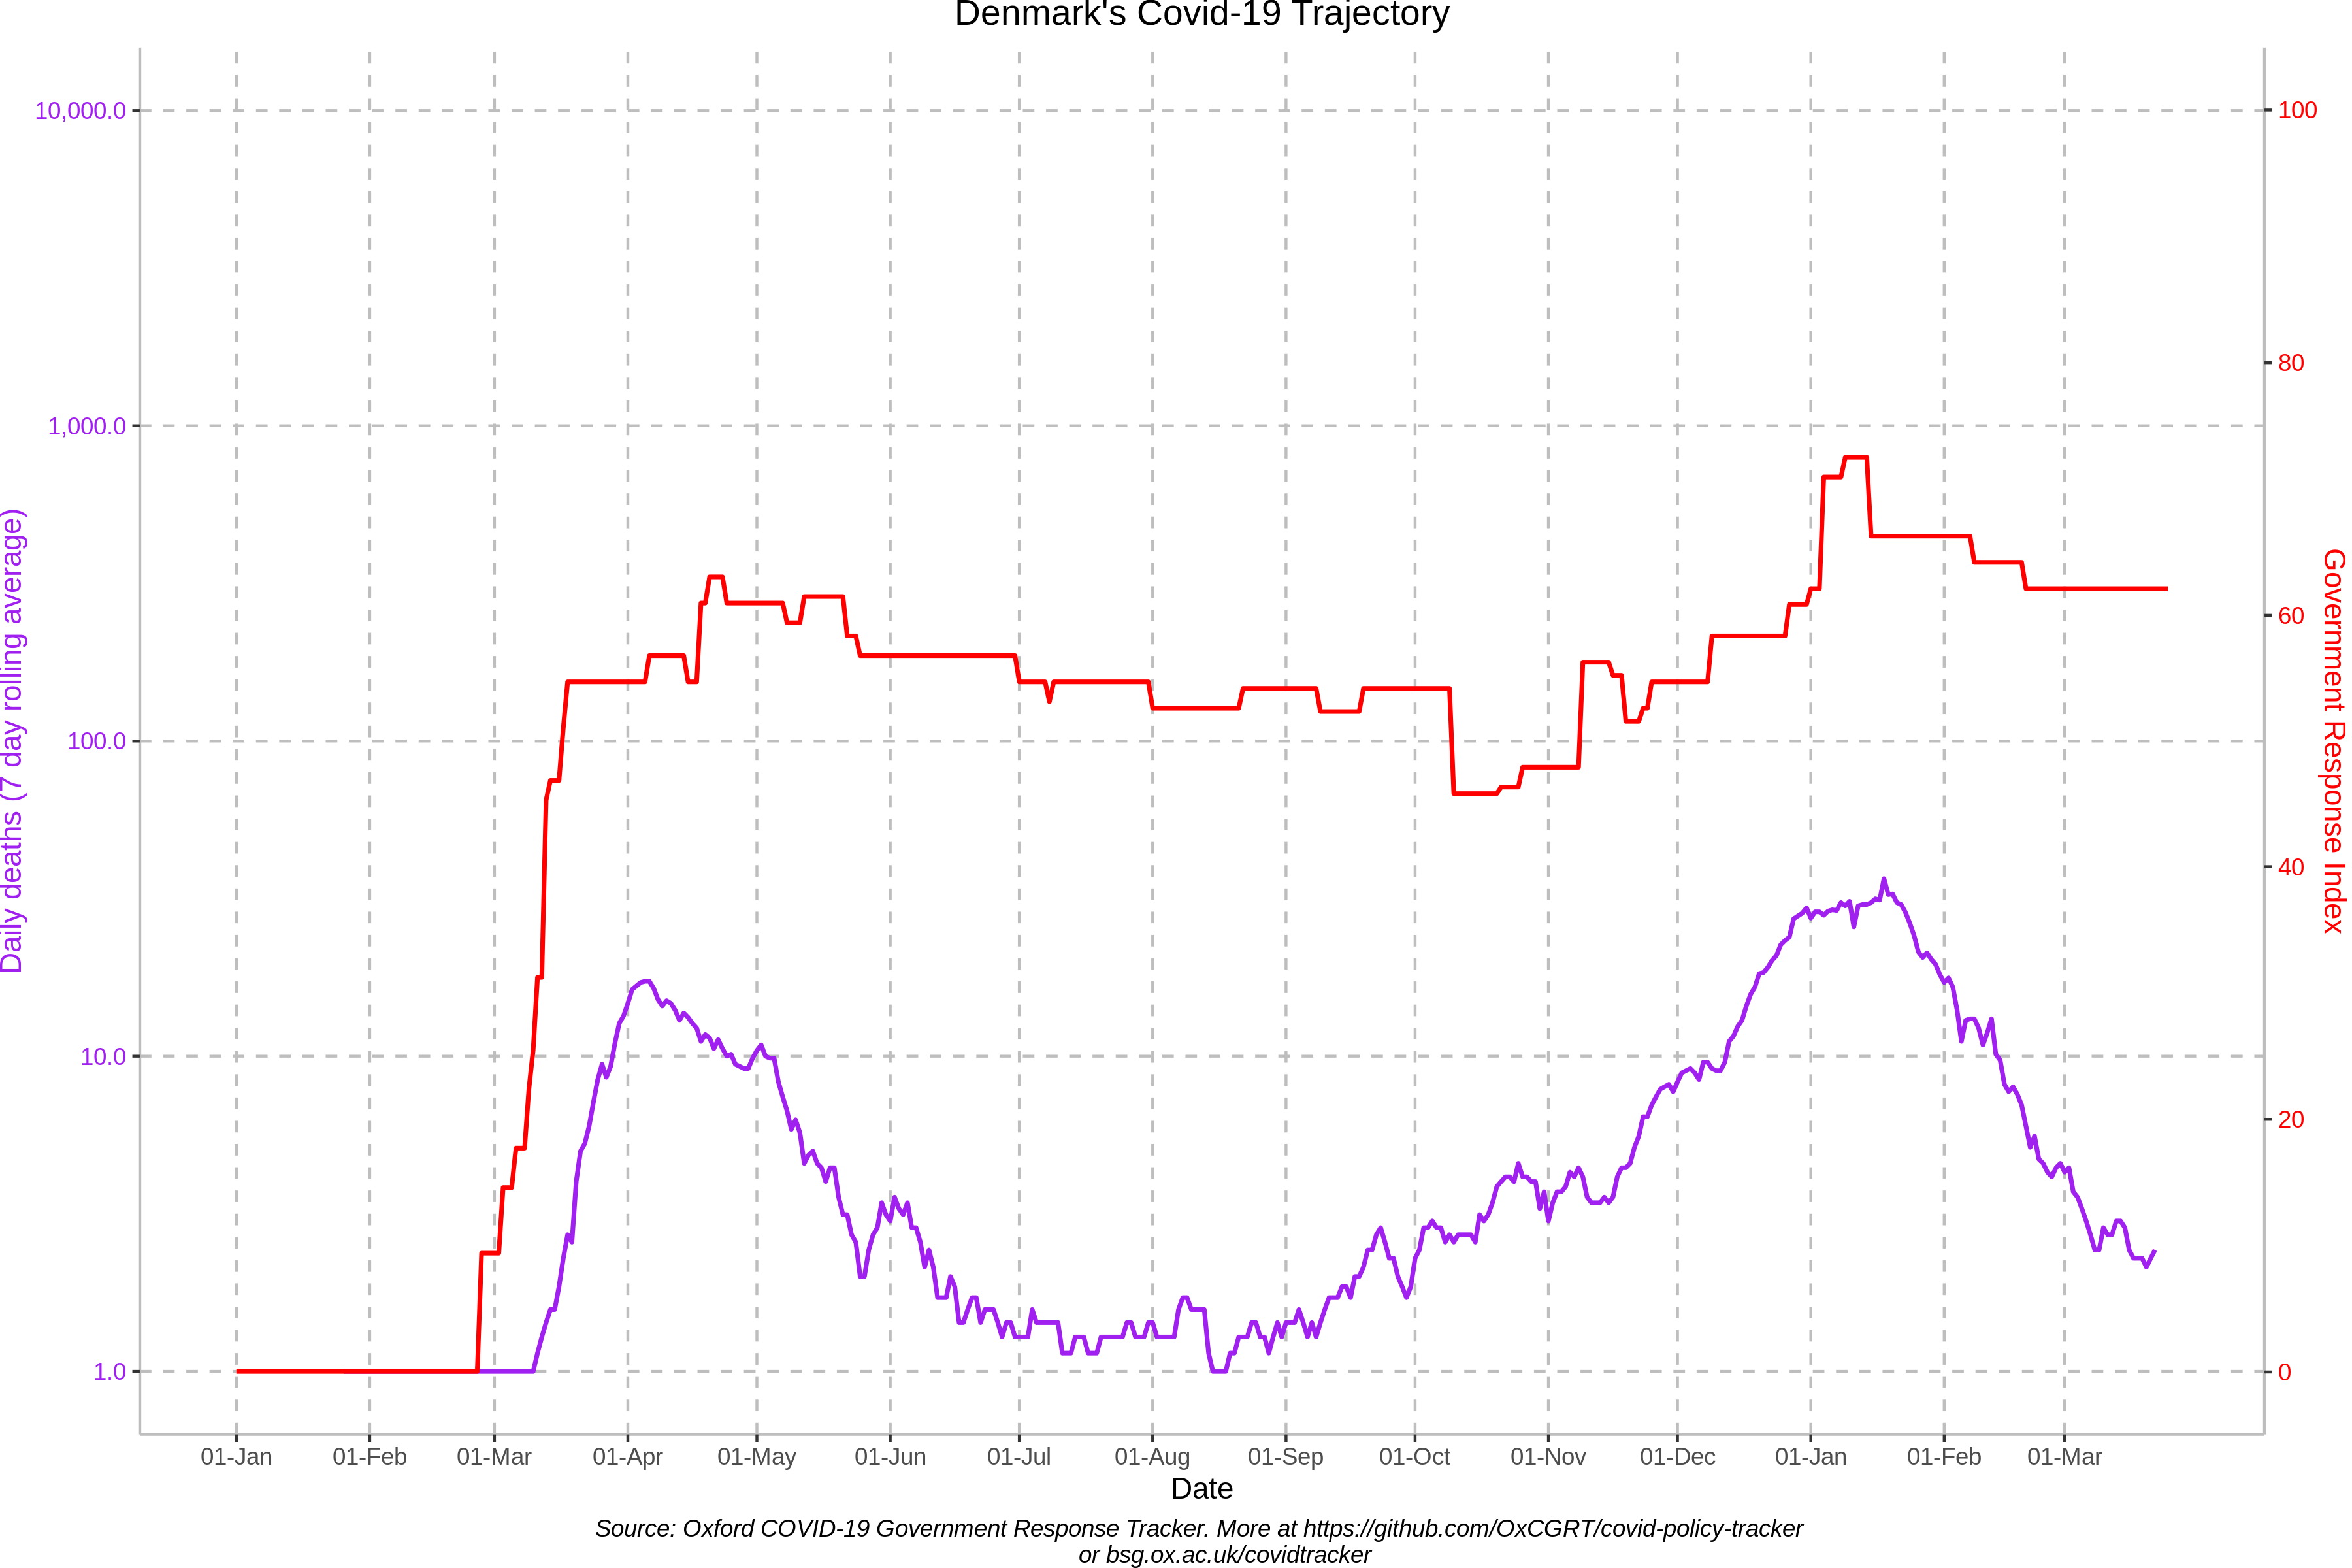 Denmark's Covid-19 Trajectory
10,000.0
1,000.0
100.0
10.0
1.0
Daily deaths (7 day rolling average)
100
80
60
40
20
0
Government Response Index
01-Jan
01-Feb
01-Mar
01-Apr
01-May
01-Jun
01-Jul
01-Aug
01-Sep
01-Oct
01-Nov
01-Dec
01-Jan
01-Feb
01-Mar
Date
Source: Oxford COVID-19 Government Response Tracker. More at https://github.com/OxCGRT/covid-policy-tracker
or bsg.ox.ac.uk/covidtracker